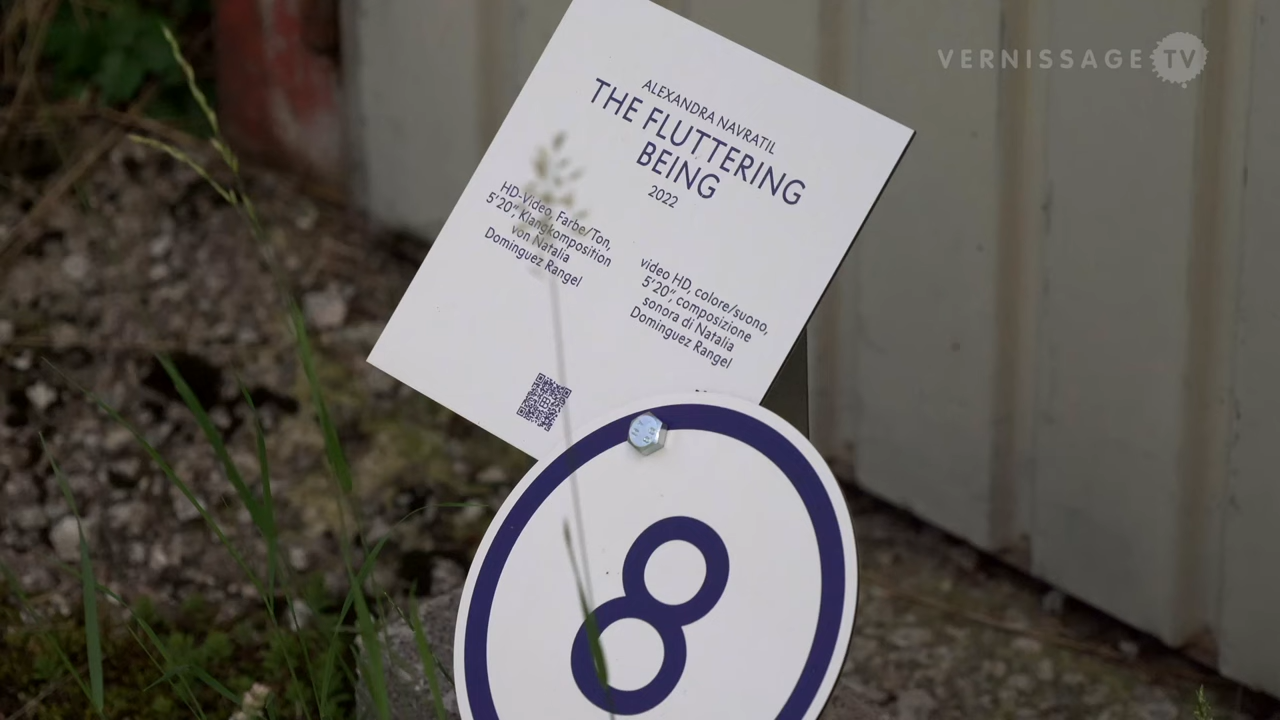 VERNISSAGE TV
ALEXANDRA NAVRATIL
THE FLUTTERING
BEING
2022
HD-Video, Farbe/Ton,
5'20", Klangkomposition
von Natalia
Dominguez Rangel
video HD, colore/suono,
5'20", composizione
sonora di Natalia
Dominguez Rangel
8